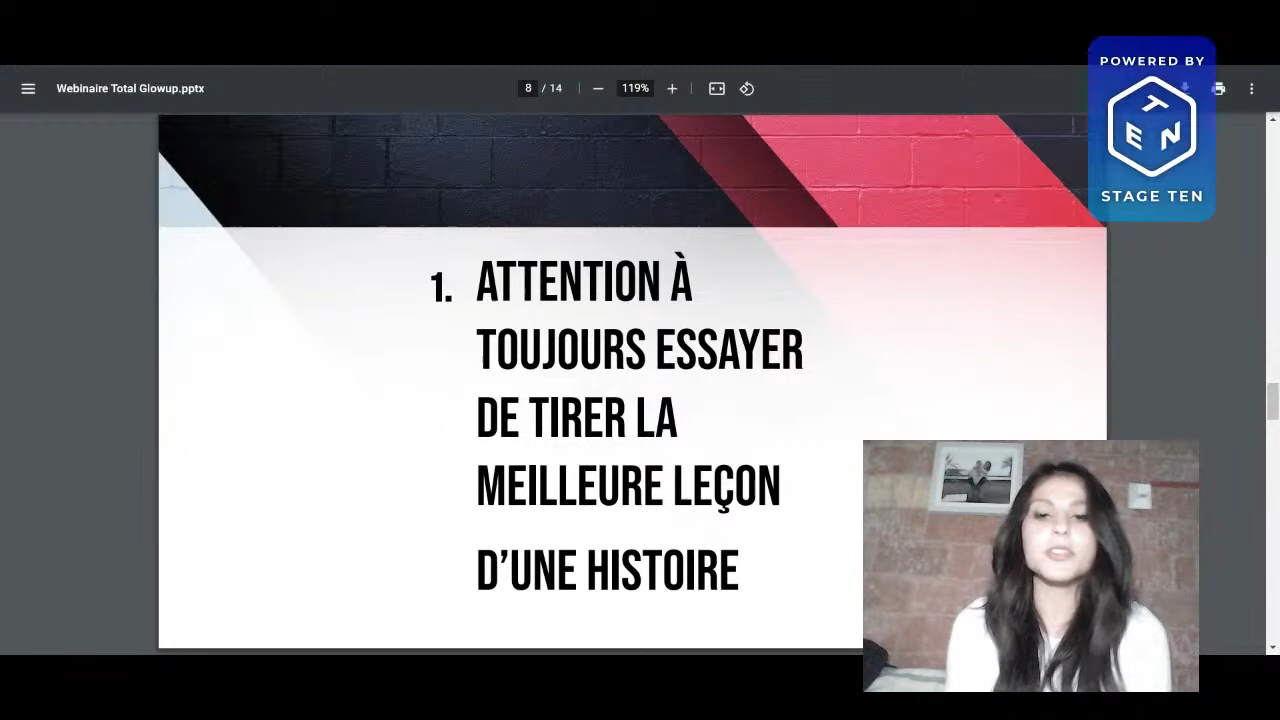 POWERED BY
Webinaire Total Glowup.pptx
8 / 14
119%
T
E N
STAGE TEN
1. ATTENTION À
TOUJOURS ESSAYER
DE TIRER LA
MEILLEURE LEÇON
D'UNE HISTOIRE